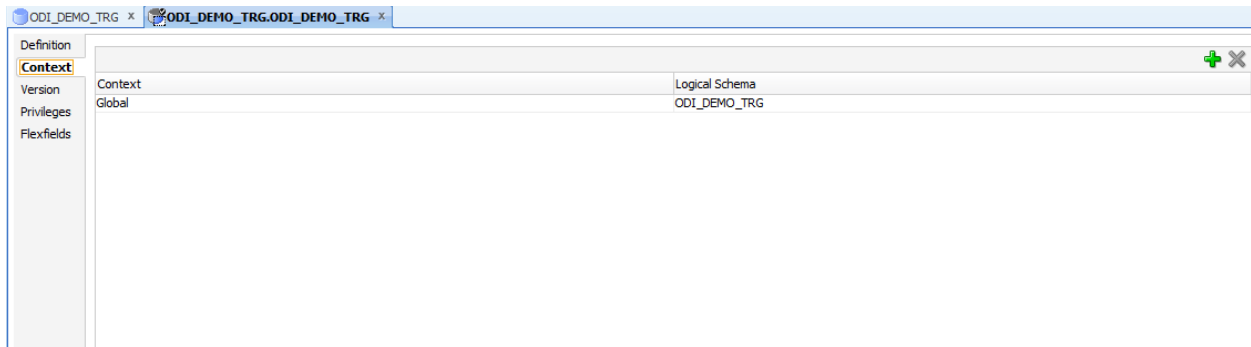 ODI_DEMO_TRG x ODI_DEMO_TRG.ODI_DEMO_TRG x
Definition
Context
Version
Privileges
Flexfields
Context Logical Schema
Global ODI_DEMO_TRG